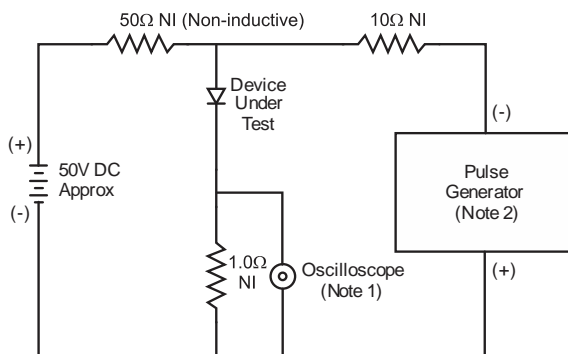 50Ω NI (Non-inductive)
10Ω NI
Device
Under
Test
(-)
(+)
50V DC
Approx
(-)
Pulse
Generator
(Note 2)
1.0Ω
NI
Oscilloscope
(Note 1)
(+)